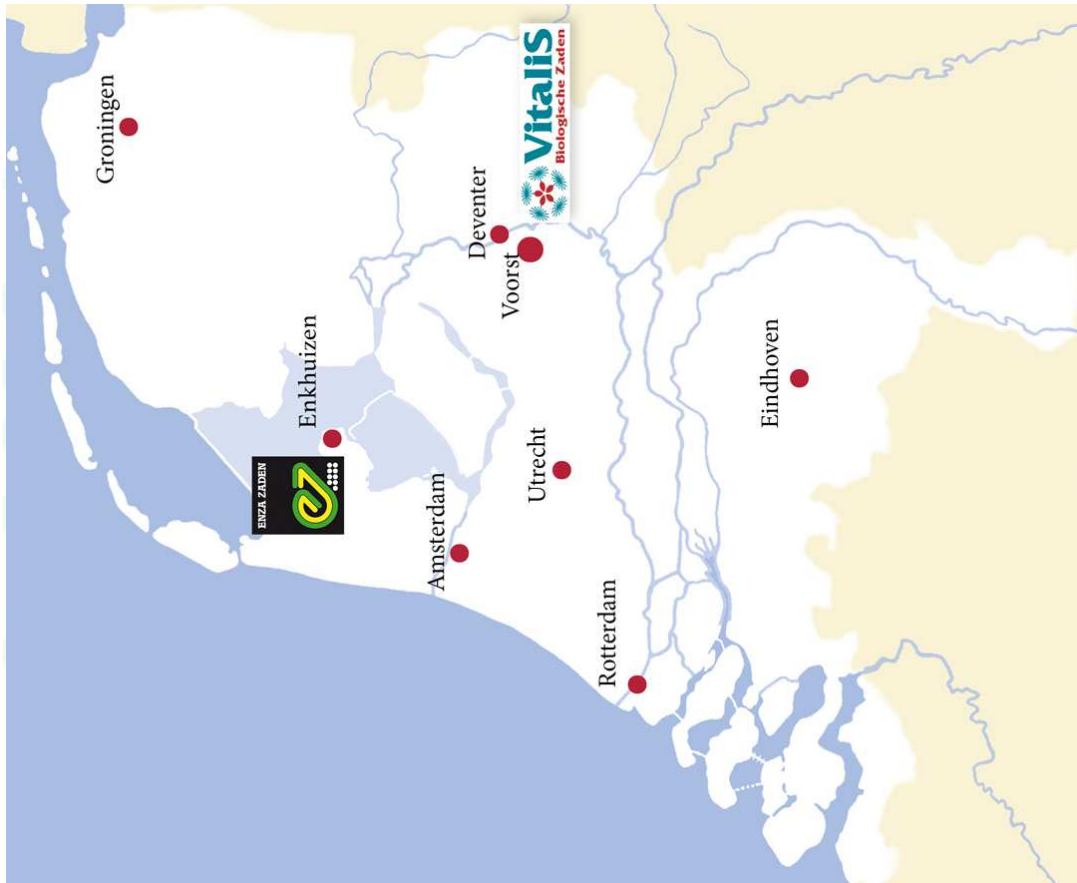 Groningen
ENZA ZADEN
Enkhuizen
Amsterdam
Deventer
Voorst
VitaliS
Biologische Zaden
Utrecht
Rotterdam
Eindhoven